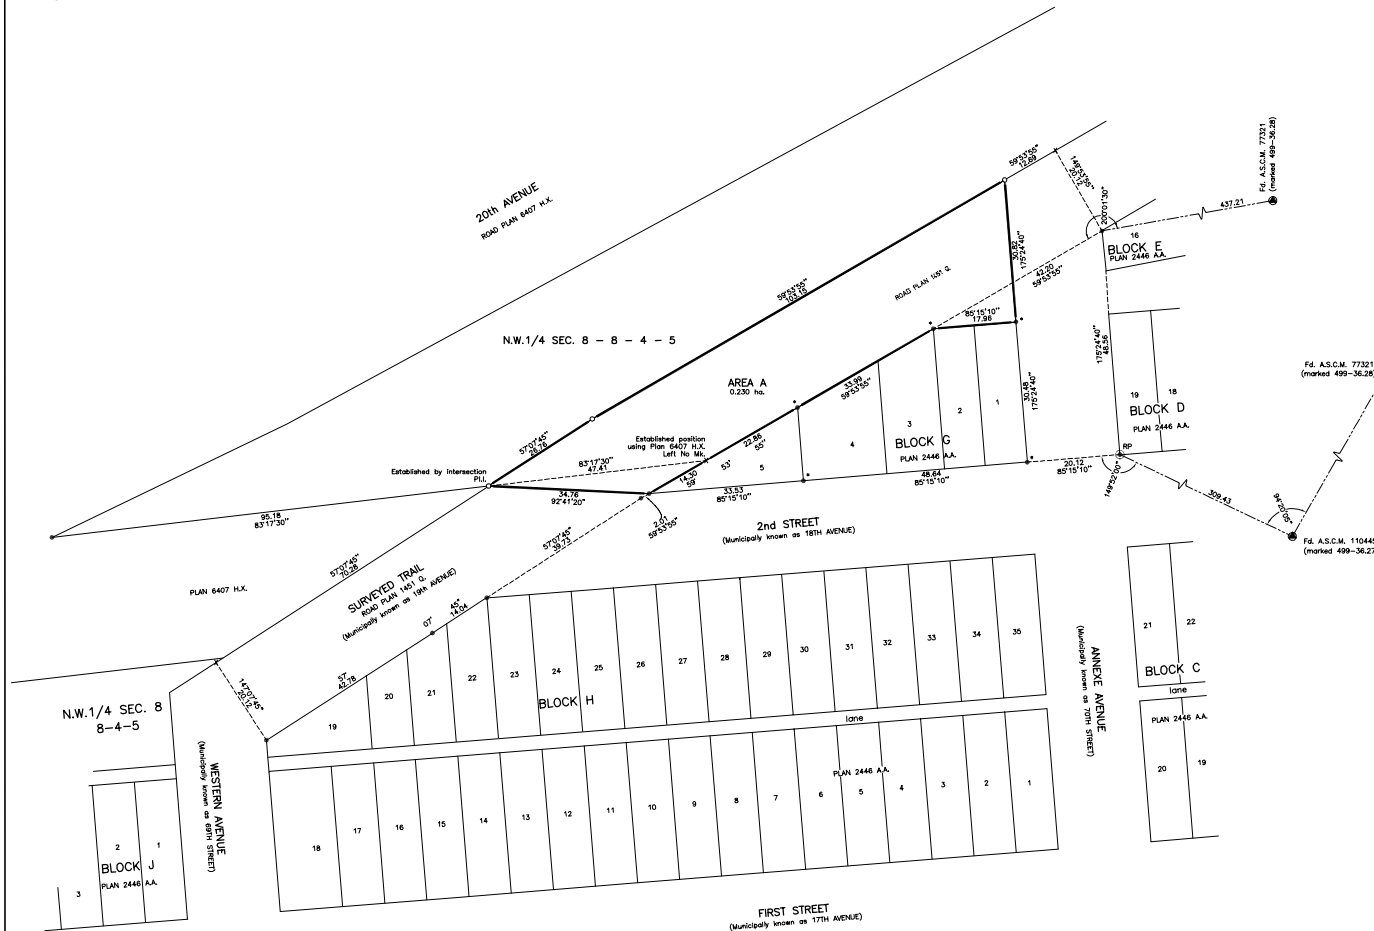 20th AVENUE
ROAD PLAN 6407 H.X.
N.W.1/4 SEC. 8 - 8 - 4 - 5
59°53'55"
12.69
149°53'55"
20.12
200°01'30"
437.21
Fd. A.S.C.M. 77321
(marked 499-36.28)
16
BLOCK E
PLAN 2446 A.A.
59°53'55"
103.15
ROAD PLAN 1451 Q.
30.82
175°24'40"
42.20
59°53'55"
85°15'10"
17.96
AREA A
0.230 ha.
57°07'45"
26.76
33.99
59°53'55"
22.86
55"
53'
14.30
59°
Established position
using Plan 6407 H.X.
Left No Mk.
83°17'30"
47.41
Established by intersection
Pl.I.
34.76
92°41'20"
95.18
83°17'30"
5
4
3
2
1
BLOCK G
PLAN 2446 A.A.
30.48
175°24'40"
33.53
85°15'10"
48.64
85°15'10"
20.12
85°15'10"
175°24'40"
48.56
19
18
BLOCK D
PLAN 2446 A.A.
RP
149°52'00"
309.43
94°20'05"
Fd. A.S.C.M. 77321
(marked 499-36.28)
Fd. A.S.C.M. 110445
(marked 499-36.27
2nd STREET
(Municipally known as 18TH AVENUE)
2.01
59°53'55"
57°07'45"
39.73
57°07'45"
70.28
PLAN 6407 H.X.
SURVEYED TRAIL
ROAD PLAN 1451 Q.
(Municipally known as 19th AVENUE)
45"
14.04
07'
57°
42.78
147°07'45"
20.12
N.W.1/4 SEC. 8
8-4-5
WESTERN AVENUE
(Municipally known as 69TH STREET)
19
20
21
22
23
24
25
26
27
28
29
30
31
32
33
34
35
BLOCK H
lane
ANNEXE AVENUE
(Municipally known as 70TH STREET)
21
22
BLOCK C
lane
PLAN 2446 A.A.
20
19
PLAN 2446 A.A.
18
17
16
15
14
13
12
11
10
9
8
7
6
5
4
3
2
1
2
1
BLOCK J
PLAN 2446 A.A.
3
FIRST STREET
(Municipally known as 17TH AVENUE)